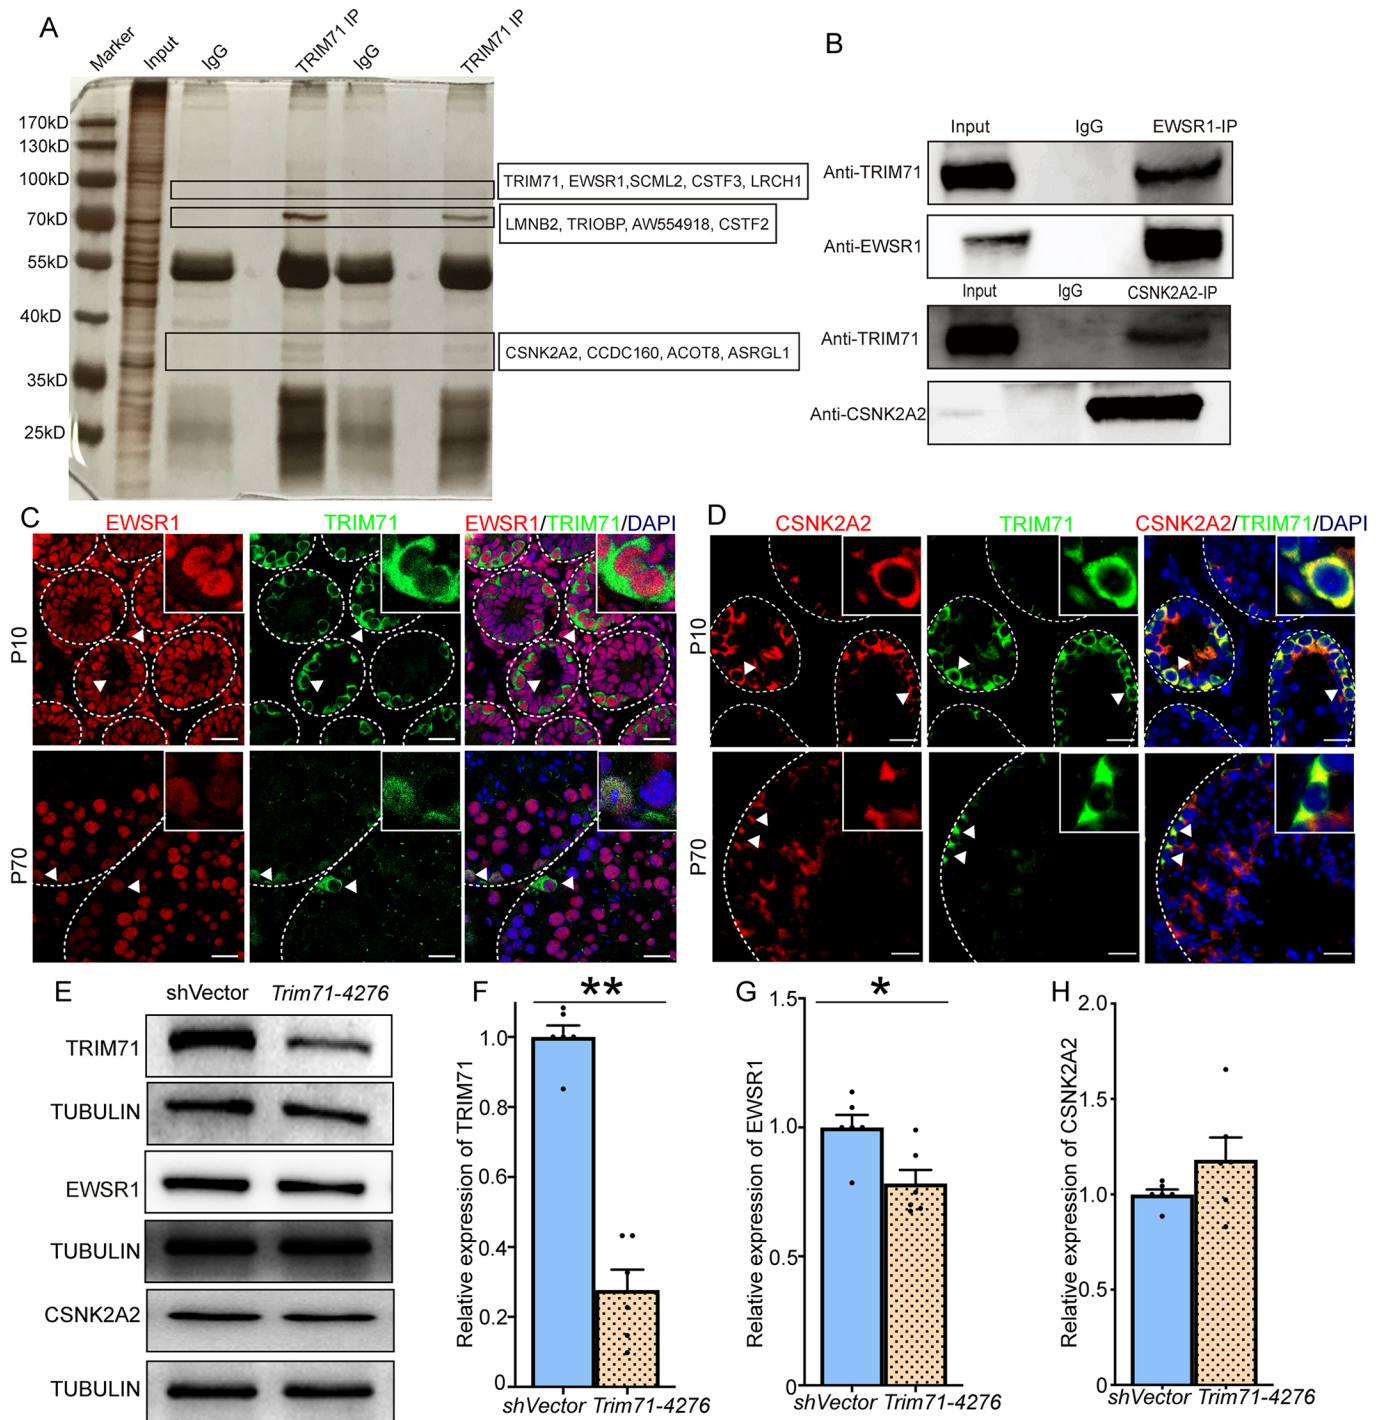 A
Marker
Input
IgG
TRIM71 IP
IgG
TRIM71 IP
170kD
130kD
100kD
70kD
55kD
40kD
35kD
25kD
TRIM71, EWSR1,SCML2, CSTF3, LRCH1
LMNB2, TRIOBP, AW554918, CSTF2
CSNK2A2, CCDC160, ACOT8, ASRGL1
B
Input IgG EWSR1-IP
Anti-TRIM71
Anti-EWSR1
Input IgG CSNK2A2-IP
Anti-TRIM71
Anti-CSNK2A2
C
EWSR1 TRIM71 EWSR1/TRIM71/DAPI
P10
P70
D
CSNK2A2 TRIM71 CSNK2A2/TRIM71/DAPI
P10
P70
E
shVector Trim71-4276
TRIM71
TUBULIN
EWSR1
TUBULIN
CSNK2A2
TUBULIN
F
**
Relative expression of TRIM71
1.0
0.8
0.6
0.4
0.2
0
shVector Trim71-4276
G
*
Relative expression of EWSR1
1.5
1.0
0.5
0
shVector Trim71-4276
H
Relative expression of CSNK2A2
2.0
1.5
1.0
0.5
0
shVector Trim71-4276